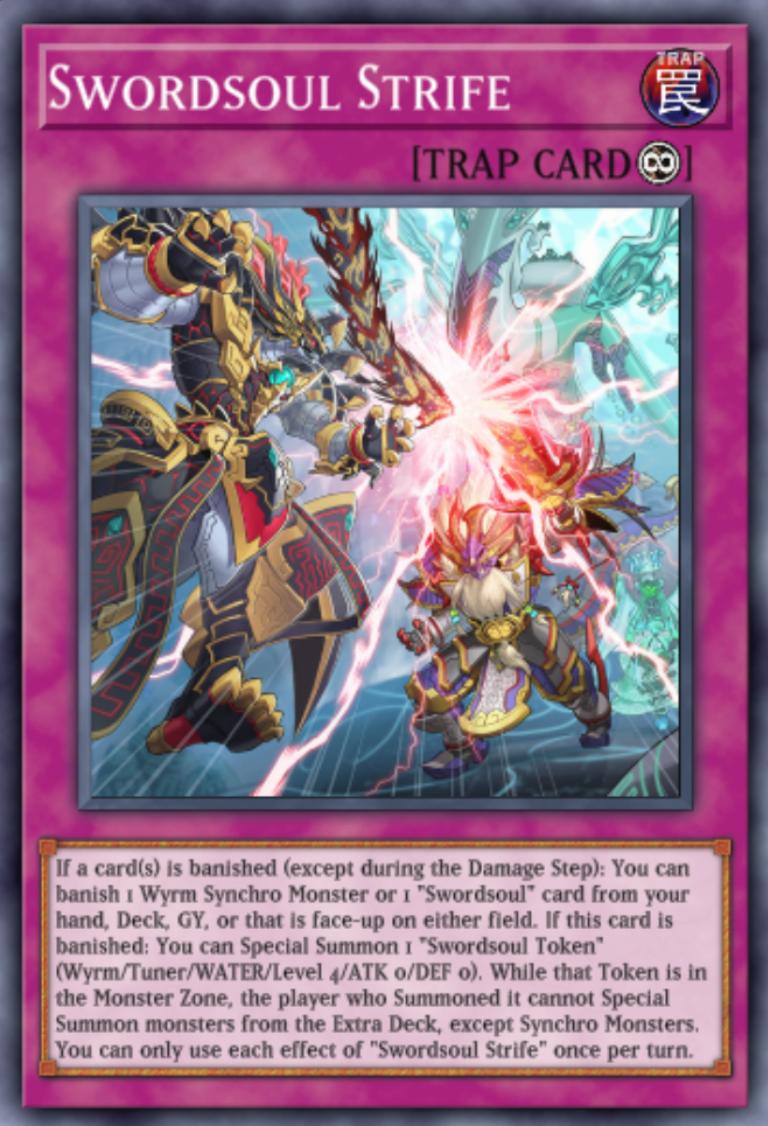 Swordsoul Strife
TRAP
罠
[TRAP CARD♾]
If a card(s) is banished (except during the Damage Step): You can
banish 1 Wyrm Synchro Monster or 1 "Swordsoul" card from your
hand, Deck, GY, or that is face-up on either field. If this card is
banished: You can Special Summon 1 "Swordsoul Token"
(Wyrm/Tuner/WATER/Level 4/ATK 0/DEF 0). While that Token is in
the Monster Zone, the player who Summoned it cannot Special
Summon monsters from the Extra Deck, except Synchro Monsters.
You can only use each effect of "Swordsoul Strife" once per turn.